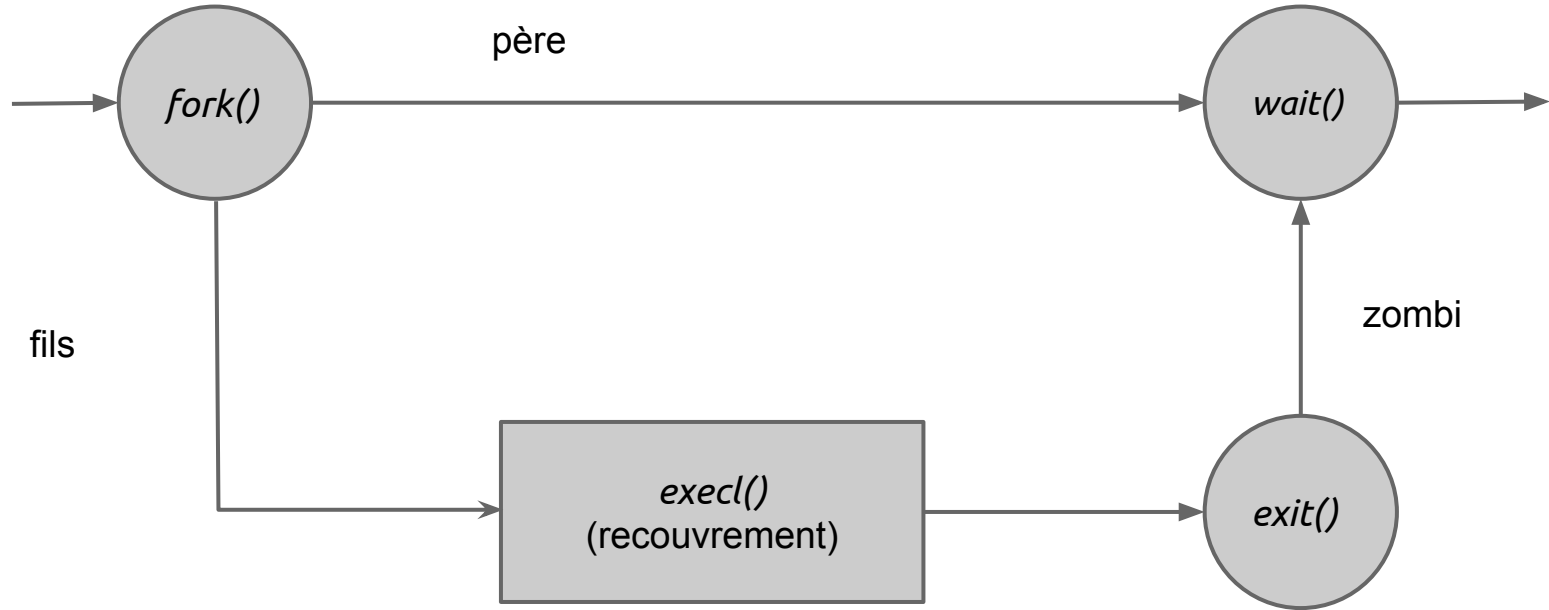 père
fork()
wait()
zombi
fils
execl()
(recouvrement)
exit()